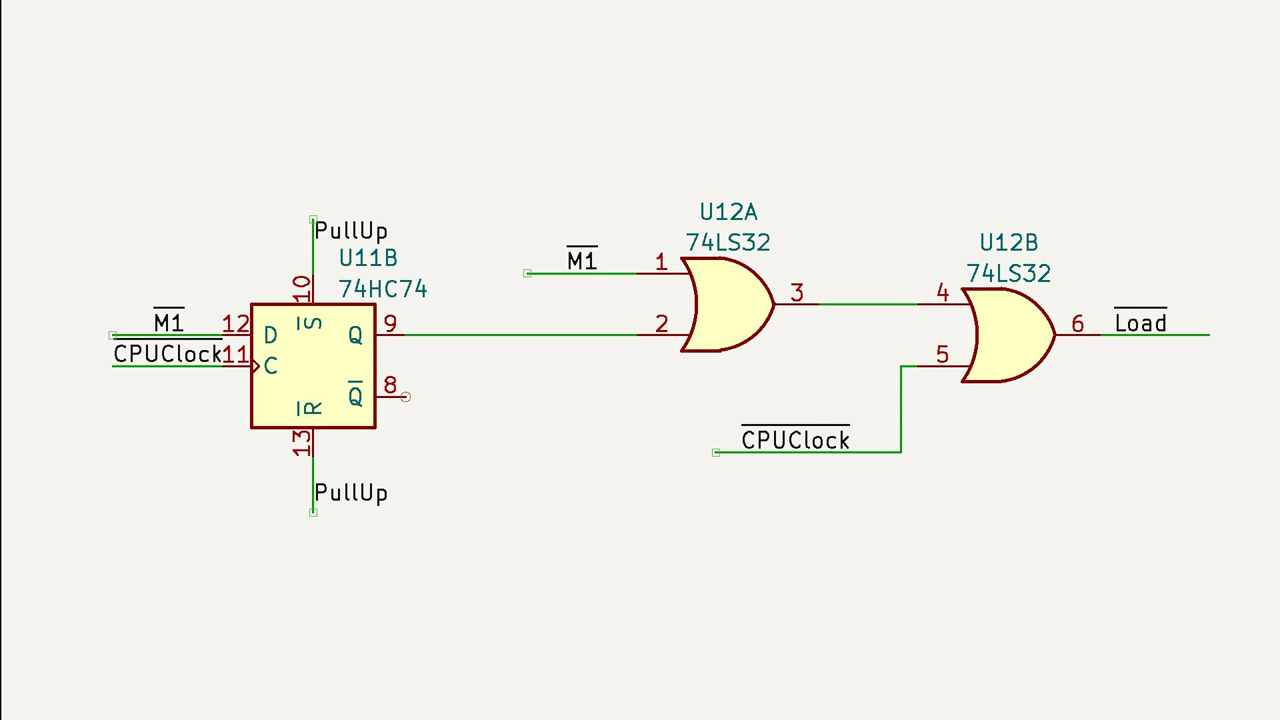 PullUp
U11B
74HC74
10
M1
12
CPUClock
11
D
C
S
R
Q
Q
9
8
13
PullUp
M1
1
2
U12A
74LS32
3
CPUClock
4
5
U12B
74LS32
6
Load